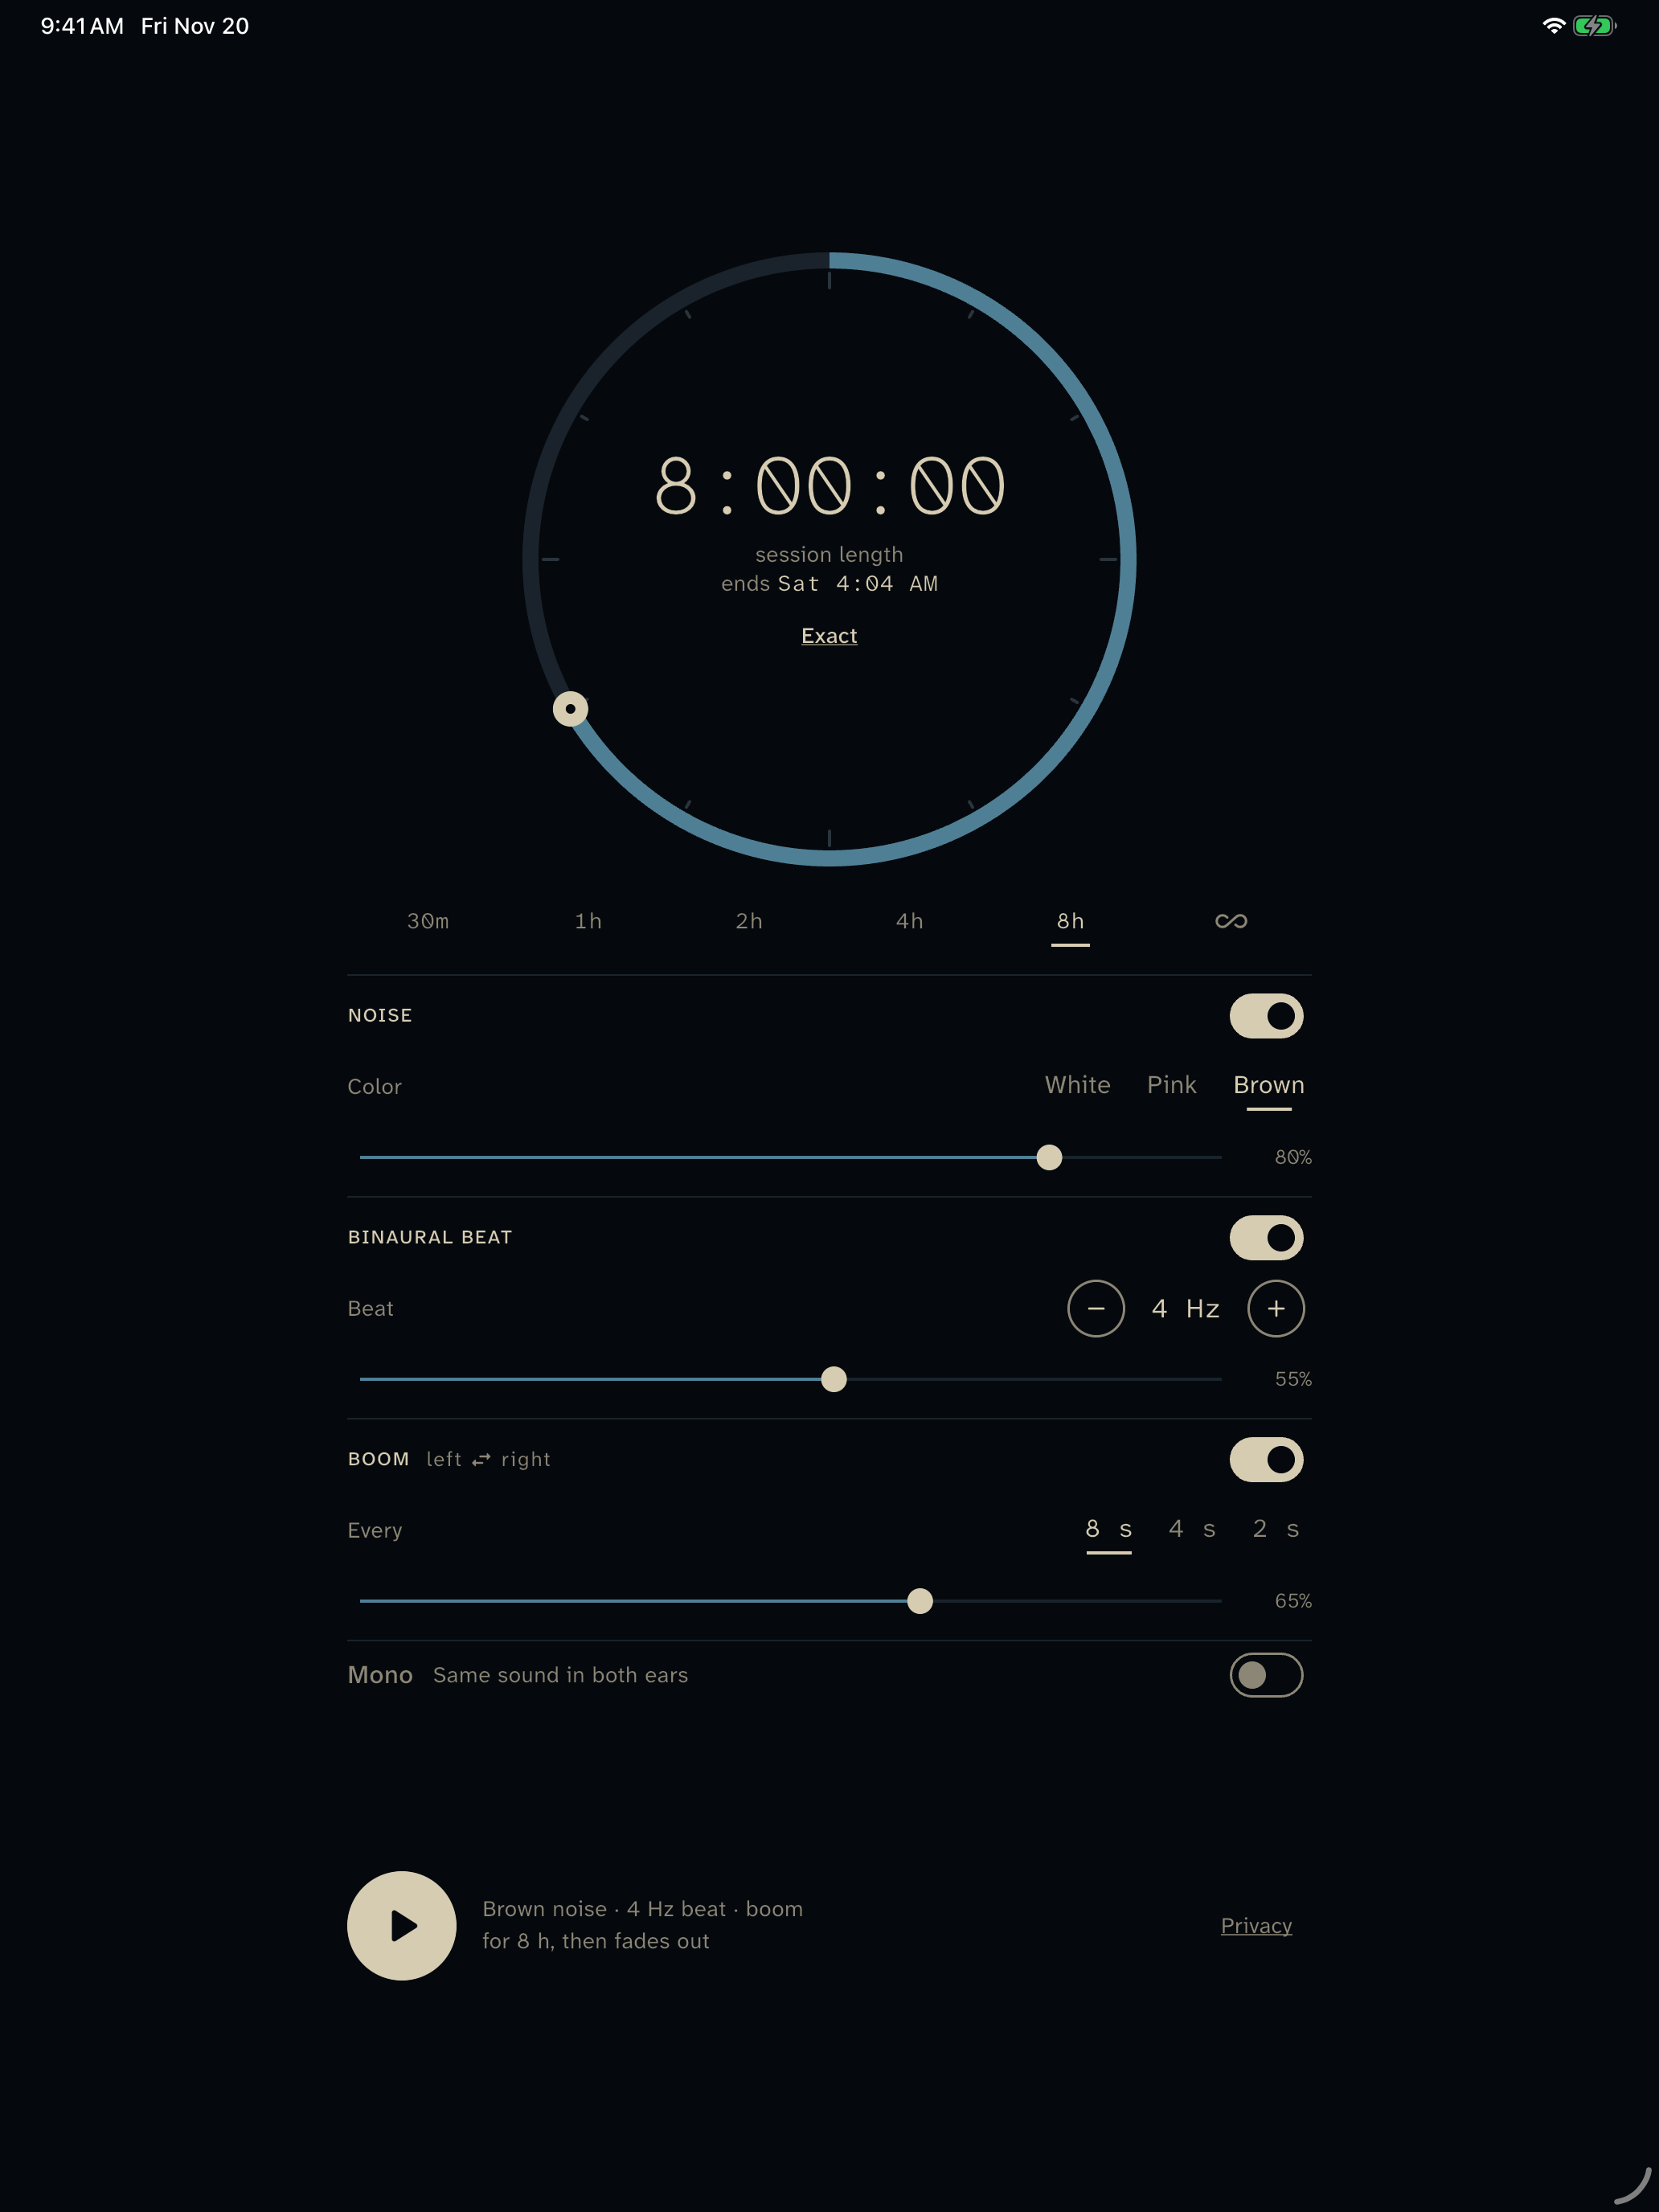 9:41 AM Fri Nov 20
8:00:00
session length
ends Sat 4:04 AM
Exact
30m 1h 2h 4h 8h ∞
NOISE
Color White Pink Brown
80%
BINAURAL BEAT
Beat − 4 Hz +
55%
BOOM left ⇄ right
Every 8 s 4 s 2 s
65%
Mono Same sound in both ears
Brown noise · 4 Hz beat · boom
for 8 h, then fades out
Privacy